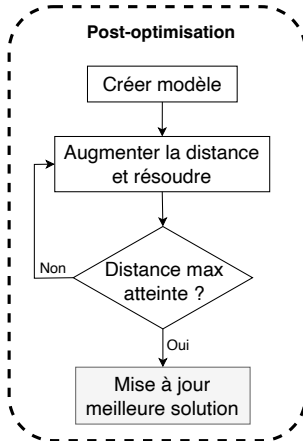 Post-optimisation
Créer modèle
Augmenter la distance
et résoudre
Distance max
atteinte ?
Non
Oui
Mise à jour
meilleure solution